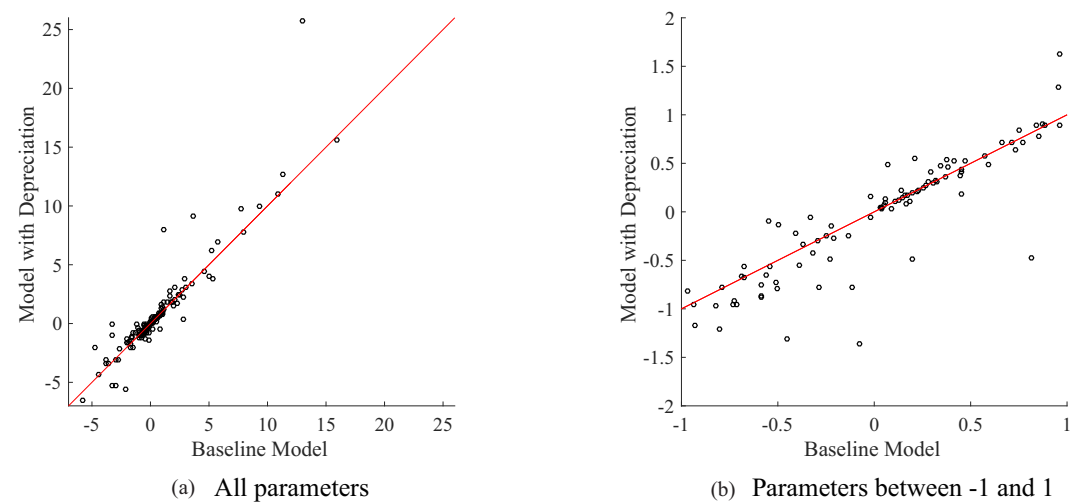 25
20
15
10
5
0
-5
Model with Depreciation
-5 0 5 10 15 20 25
Baseline Model
(a) All parameters
2
1.5
1
0.5
0
-0.5
-1
-1.5
-2
Model with Depreciation
-1 -0.5 0 0.5 1
Baseline Model
(b) Parameters between -1 and 1